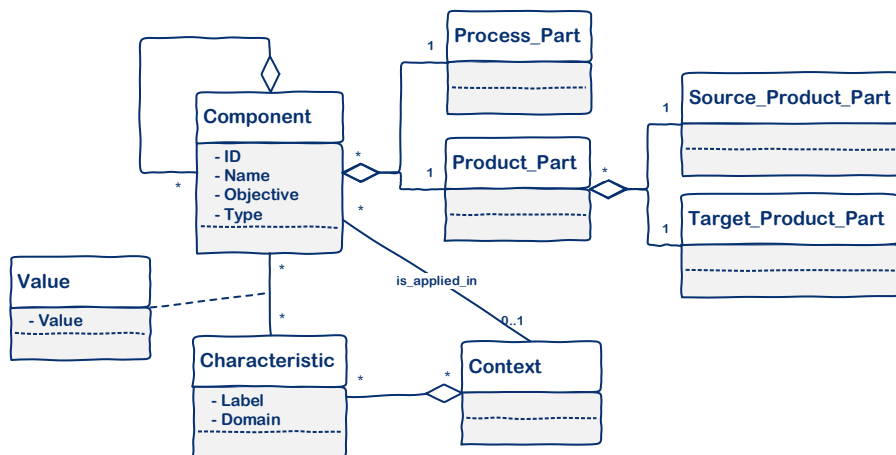 Process_Part
1
Component
- ID
- Name
- Objective
- Type
*
*
1
Product_Part
*
1
Source_Product_Part
1
Target_Product_Part
*
is_applied_in
0..1
Value
- Value
*
*
Characteristic
- Label
- Domain
*
*
Context